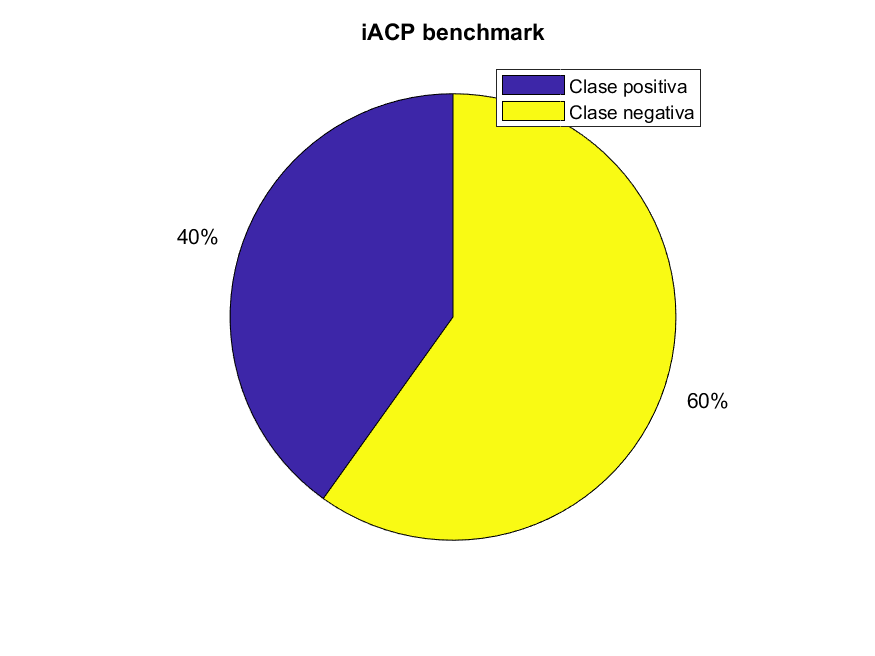 iACP benchmark
Clase positiva
Clase negativa
40%
60%